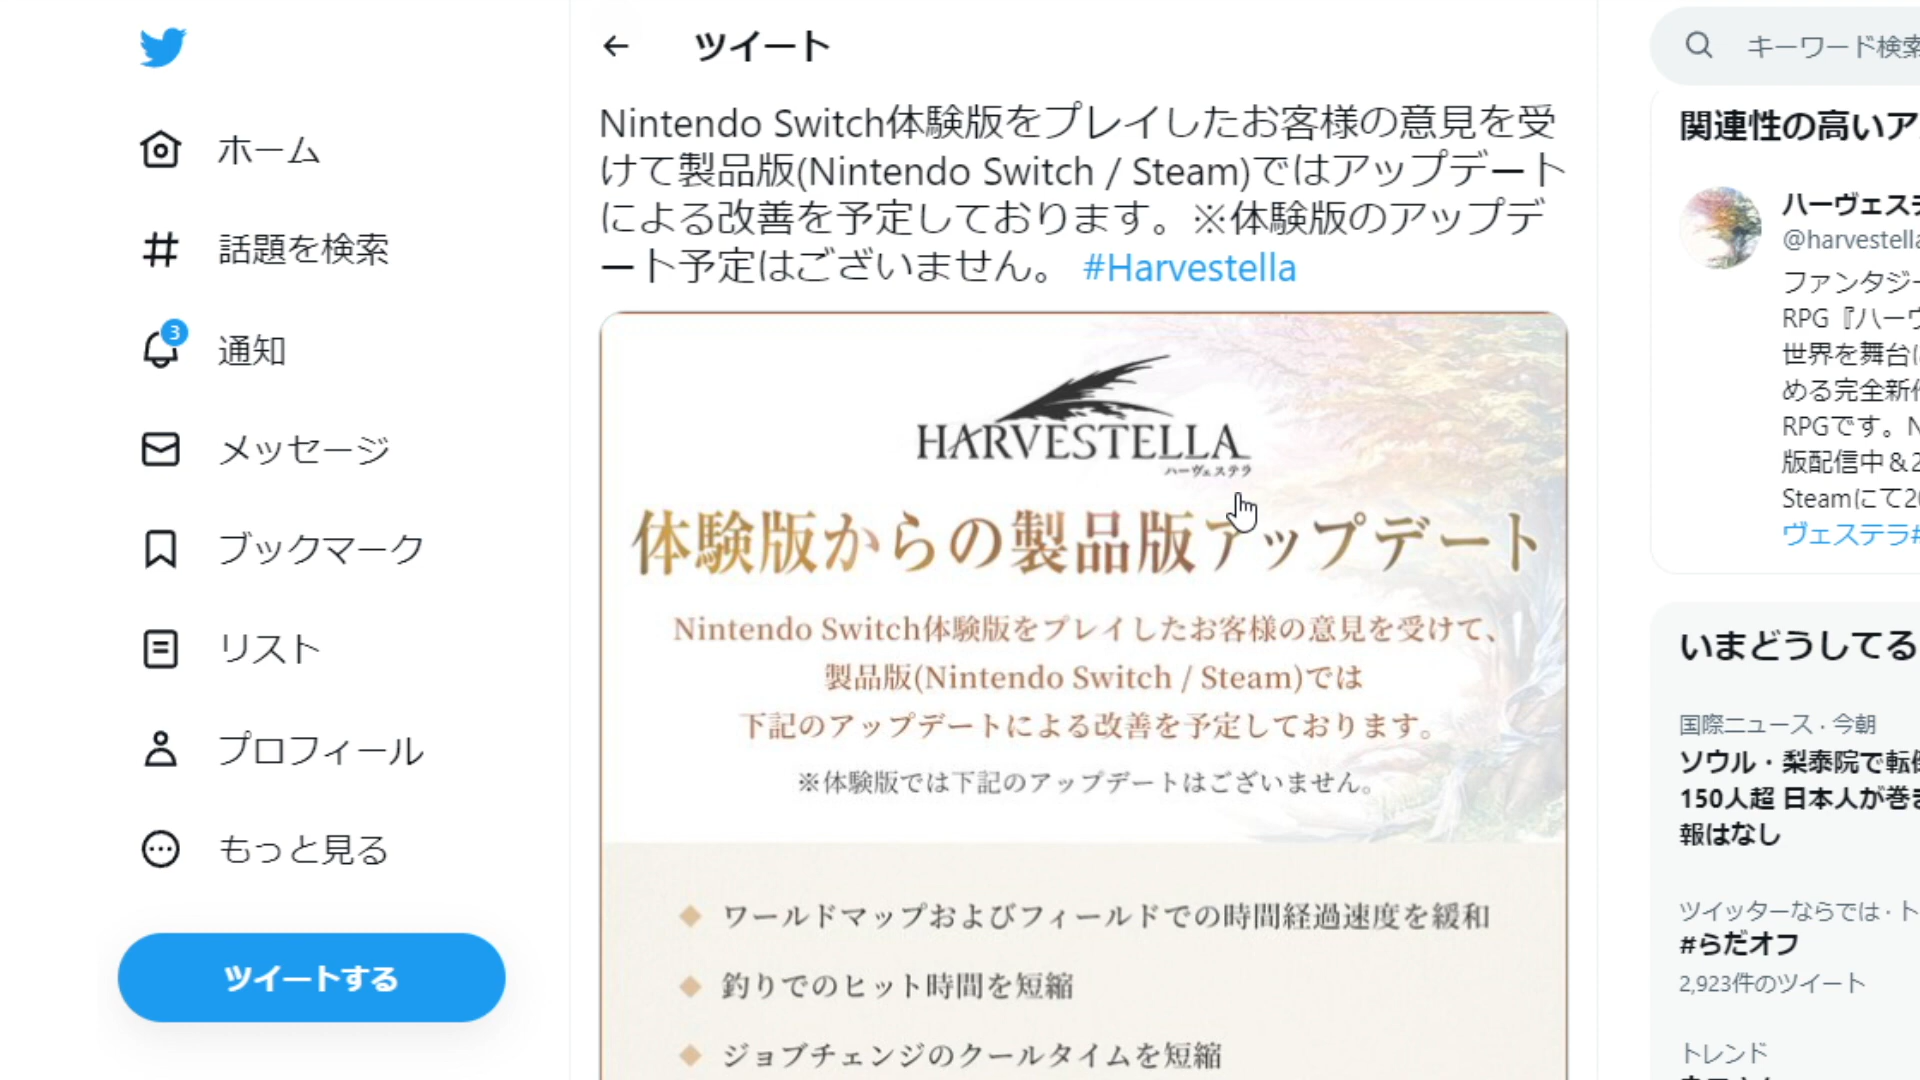 ホーム
話題を検索
3
通知
メッセージ
ブックマーク
リスト
プロフィール
もっと見る
ツイートする
ツイート
Nintendo Switch体験版をプレイしたお客様の意見を受
けて製品版(Nintendo Switch / Steam)ではアップデート
による改善を予定しております。※体験版のアップデ
ート予定はございません。 #Harvestella
HARVESTELLA
ハーヴェステラ
体験版からの製品版アップデート
Nintendo Switch体験版をプレイしたお客様の意見を受けて、
製品版(Nintendo Switch / Steam)では
下記のアップデートによる改善を予定しております。
※体験版では下記のアップデートはございません。
◆ ワールドマップおよびフィールドでの時間経過速度を緩和
◆ 釣りでのヒット時間を短縮
◆ ジョブチェンジのクールタイムを短縮
キーワード検索
関連性の高いア
ハーヴェステ
@harvestella
ファンタジー
RPG『ハーヴ
世界を舞台に
める完全新作
RPGです。N
版配信中＆2
Steamにて20
ヴェステラ#
いまどうしてる
国際ニュース · 今朝
ソウル・梨泰院で転倒
150人超 日本人が巻き
報はなし
ツイッターならでは · ト
#らだオフ
2,923件のツイート
トレンド